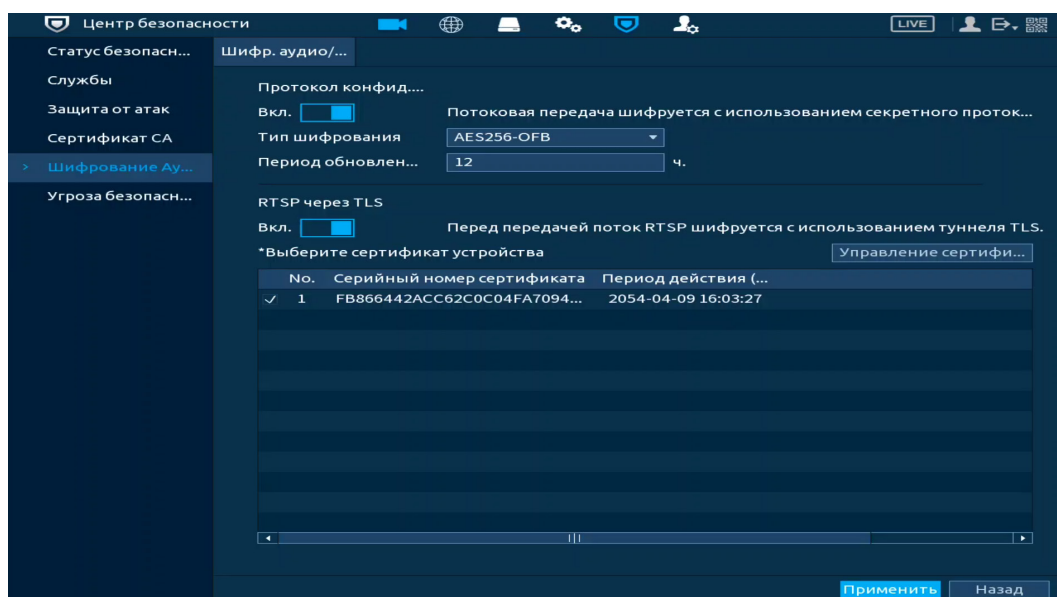 Центр безопасности
LIVE
Статус безопасн...
Службы
Защита от атак
Сертификат CA
> Шифрование Ау...
Угроза безопасн...
Шифр. аудио/...
Протокол конфид....
Вкл. Потоковая передача шифруется с использованием секретного проток...
Тип шифрования AES256-OFB
Период обновлен... 12 ч.
RTSP через TLS
Вкл. Перед передачей поток RTSP шифруется с использованием туннеля TLS.
*Выберите сертификат устройства Управление сертифи...
No. Серийный номер сертификата Период действия (...
1 FB866442ACC62C0C04FA7094... 2054-04-09 16:03:27
Применить Назад